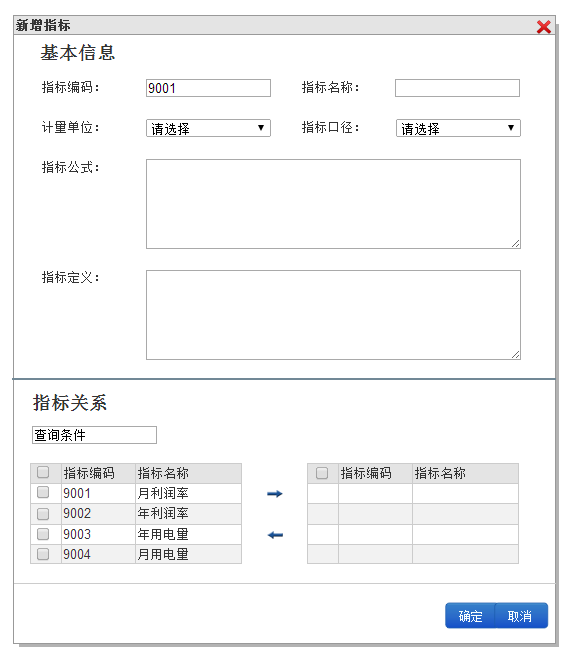 新增指标
基本信息
指标编码： 9001 指标名称：
计量单位： 请选择 指标口径： 请选择
指标公式：
指标定义：
指标关系
查询条件
指标编码 指标名称 指标编码 指标名称
9001 月利润率
9002 年利润率
9003 年用电量
9004 月用电量
确定 取消